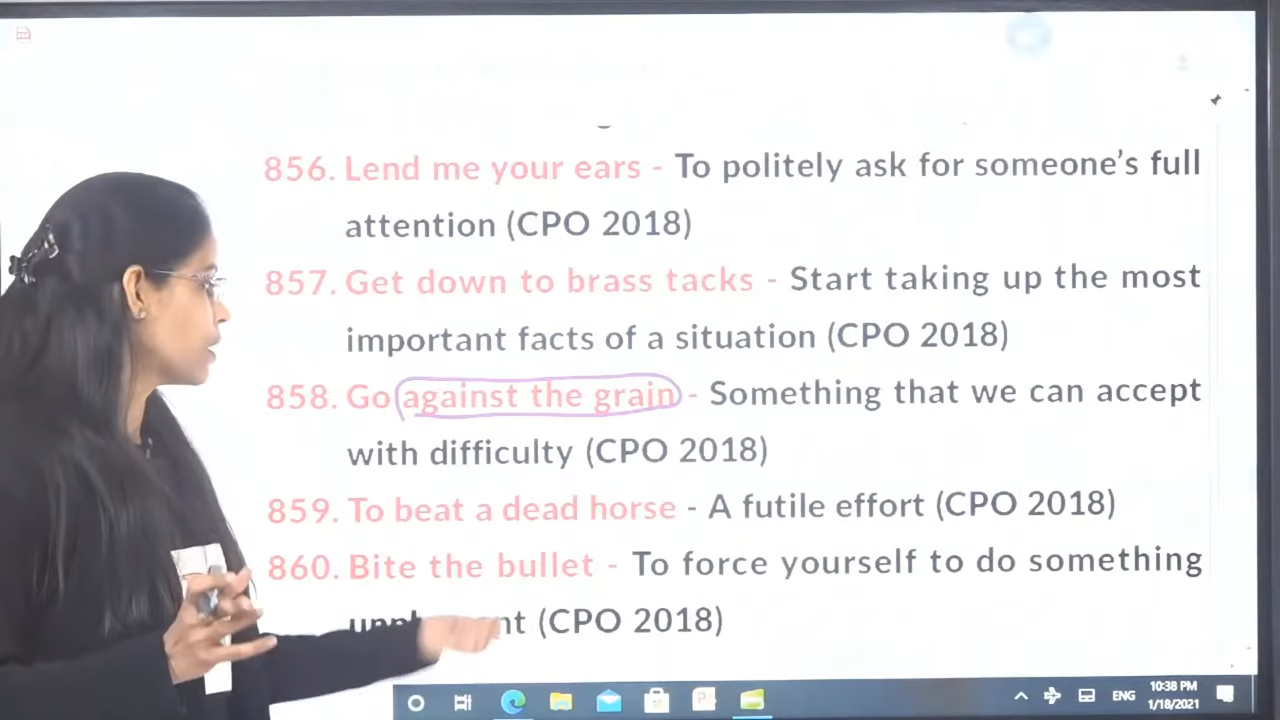 856. Lend me your ears - To politely ask for someone's full
attention (CPO 2018)
857. Get down to brass tacks - Start taking up the most
important facts of a situation (CPO 2018)
858. Go against the grain - Something that we can accept
with difficulty (CPO 2018)
859. To beat a dead horse - A futile effort (CPO 2018)
860. Bite the bullet - To force yourself to do something
(CPO 2018)
ENG
10:38 PM
1/18/2021